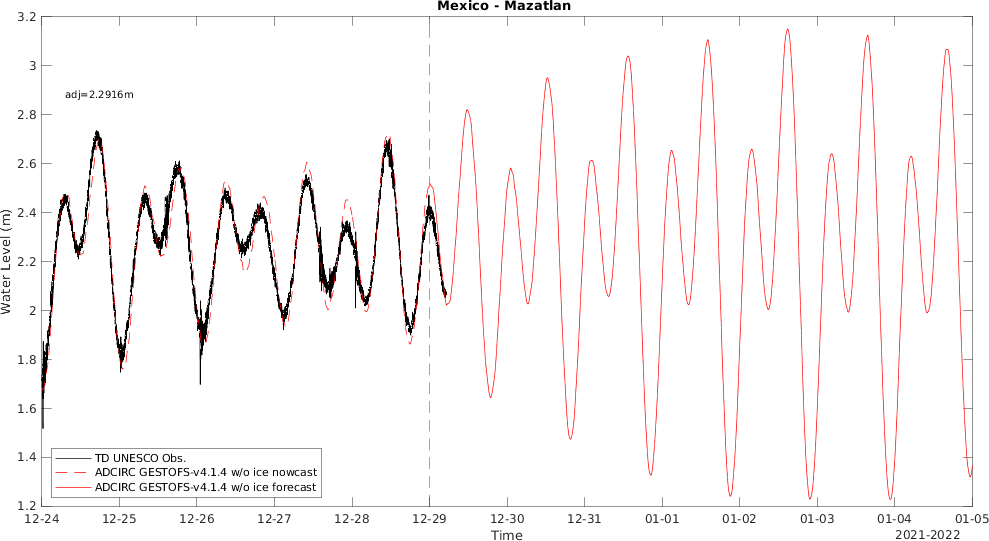 Mexico - Mazatlan
3.2
3
2.8
2.6
2.4
2.2
2
1.8
1.6
1.4
1.2
Water Level (m)
adj=2.2916m
TD UNESCO Obs.
ADCIRC GESTOFS-v4.1.4 w/o ice nowcast
ADCIRC GESTOFS-v4.1.4 w/o ice forecast
12-24 12-25 12-26 12-27 12-28 12-29 12-30 12-31 01-01 01-02 01-03 01-04 01-05
Time
2021-2022